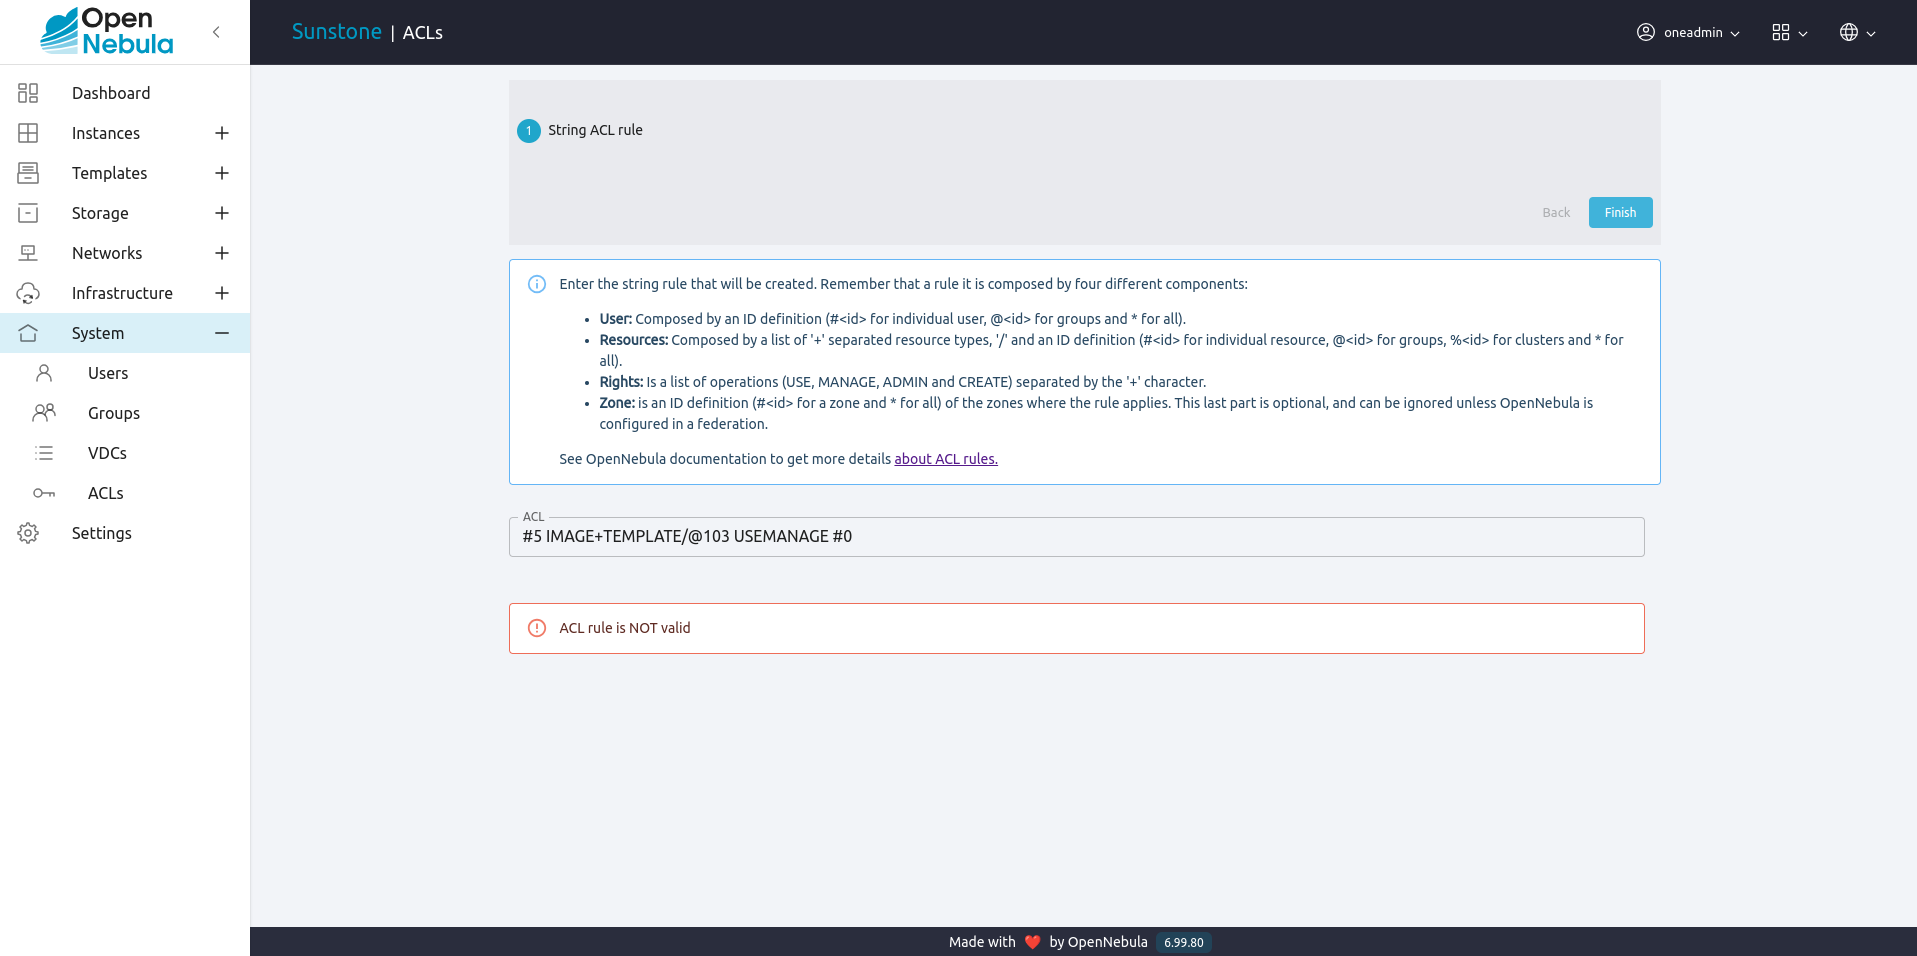 Open
Nebula
Sunstone | ACLs
oneadmin
Dashboard
Instances
Templates
Storage
Networks
Infrastructure
System
Users
Groups
VDCs
ACLs
Settings
1 String ACL rule
Back
Finish
Enter the string rule that will be created. Remember that a rule it is composed by four different components:
• User: Composed by an ID definition (#<id> for individual user, @<id> for groups and * for all).
• Resources: Composed by a list of '+' separated resource types, '/' and an ID definition (#<id> for individual resource, @<id> for groups, %<id> for clusters and * for
all).
• Rights: Is a list of operations (USE, MANAGE, ADMIN and CREATE) separated by the '+' character.
• Zone: is an ID definition (#<id> for a zone and * for all) of the zones where the rule applies. This last part is optional, and can be ignored unless OpenNebula is
configured in a federation.
See OpenNebula documentation to get more details about ACL rules.
ACL
#5 IMAGE+TEMPLATE/@103 USEMANAGE #0
ACL rule is NOT valid
Made with ❤️ by OpenNebula 6.99.80